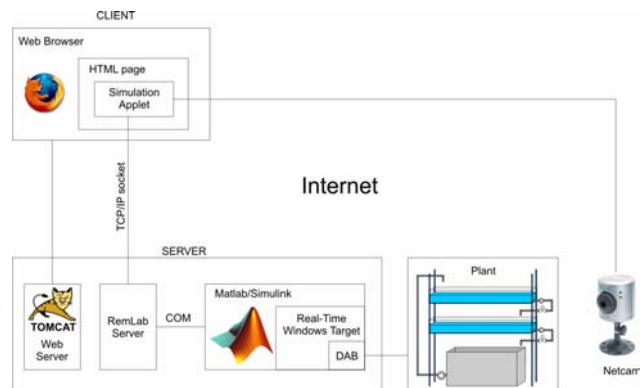 CLIENT
Web Browser
HTML page
Simulation
Applet
TCP/IP socket
Internet
SERVER
TOMCAT
Web
Server
RemLab
Server
COM
Matlab/Simulink
Real-Time
Windows Target
DAB
Plant
Netcam